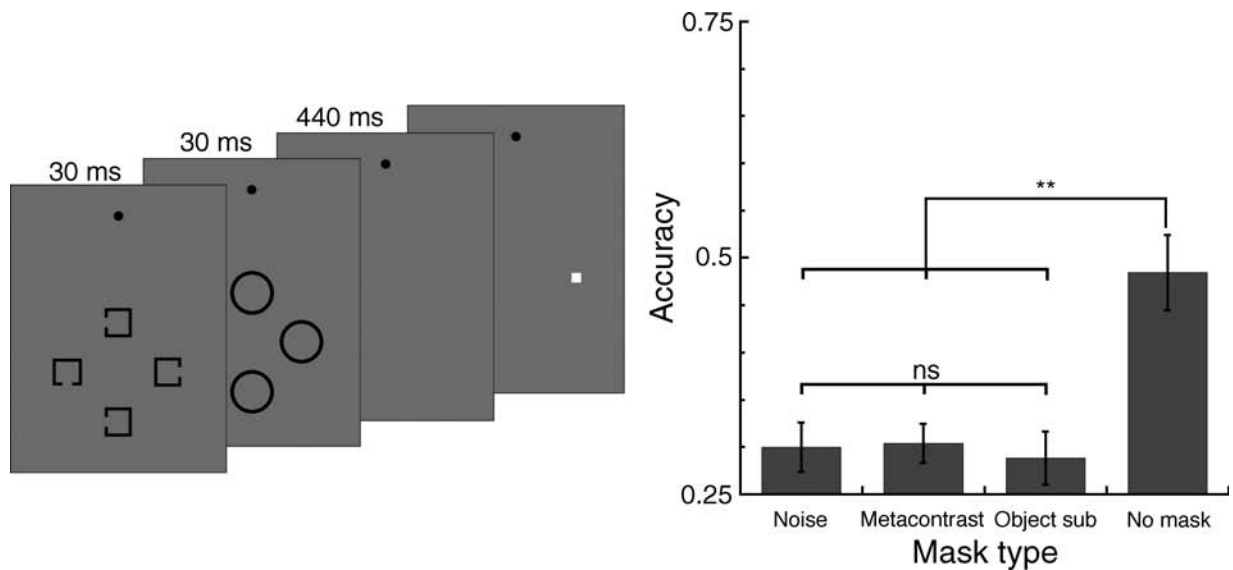 30 ms
30 ms
440 ms
0.75
0.5
0.25
Accuracy
**
ns
Noise
Metacontrast
Object sub
No mask
Mask type